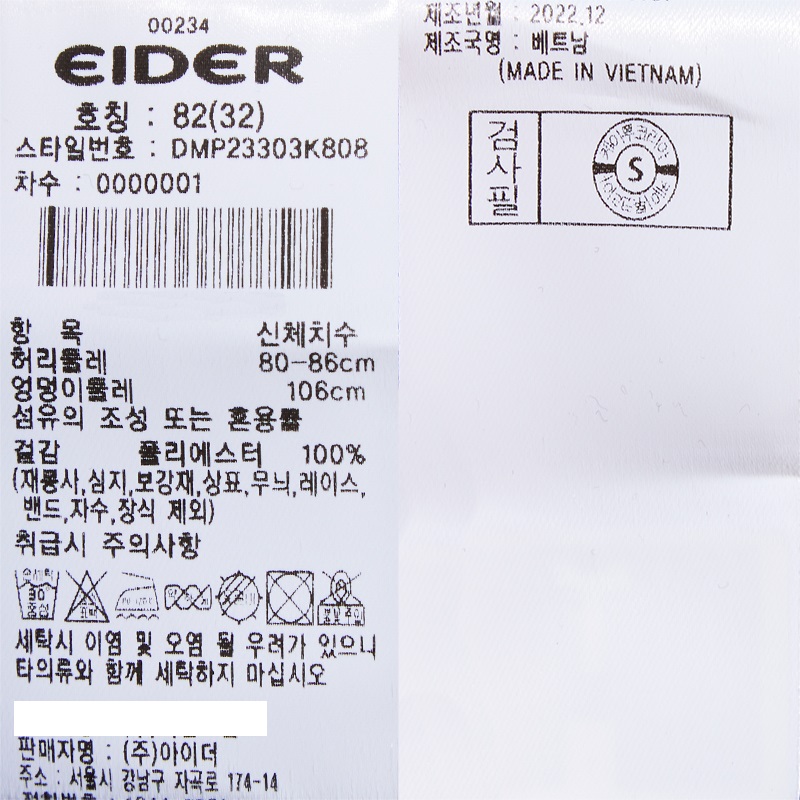 00234
EIDER
호칭 : 82(32)
스타일번호 : DMP23303K808
차수 : 0000001
항 목 신체치수
허리둘레 80-86cm
엉덩이둘레 106cm
섬유의 조성 또는 혼용률
겉감 폴리에스터 100%
(재봉사,심지,보강재,상표,무늬,레이스,
밴드,자수,장식 제외)
취급시 주의사항
손세탁
30°
중성
세탁시 이염 및 오염 될 우려가 있으니
타의류와 함께 세탁하지 마십시오
판매자명 : (주)아이더
주소 : 서울시 강남구 자곡로 174-14
제조년월 : 2022.12
제조국명 : 베트남
(MADE IN VIETNAM)
검사필
S